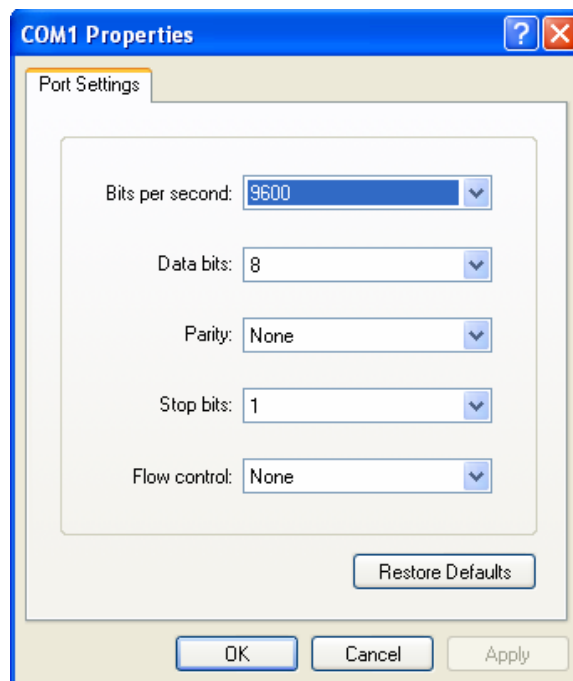 COM1 Properties
Port Settings
Bits per second: 9600
Data bits: 8
Parity: None
Stop bits: 1
Flow control: None
Restore Defaults
OK Cancel Apply